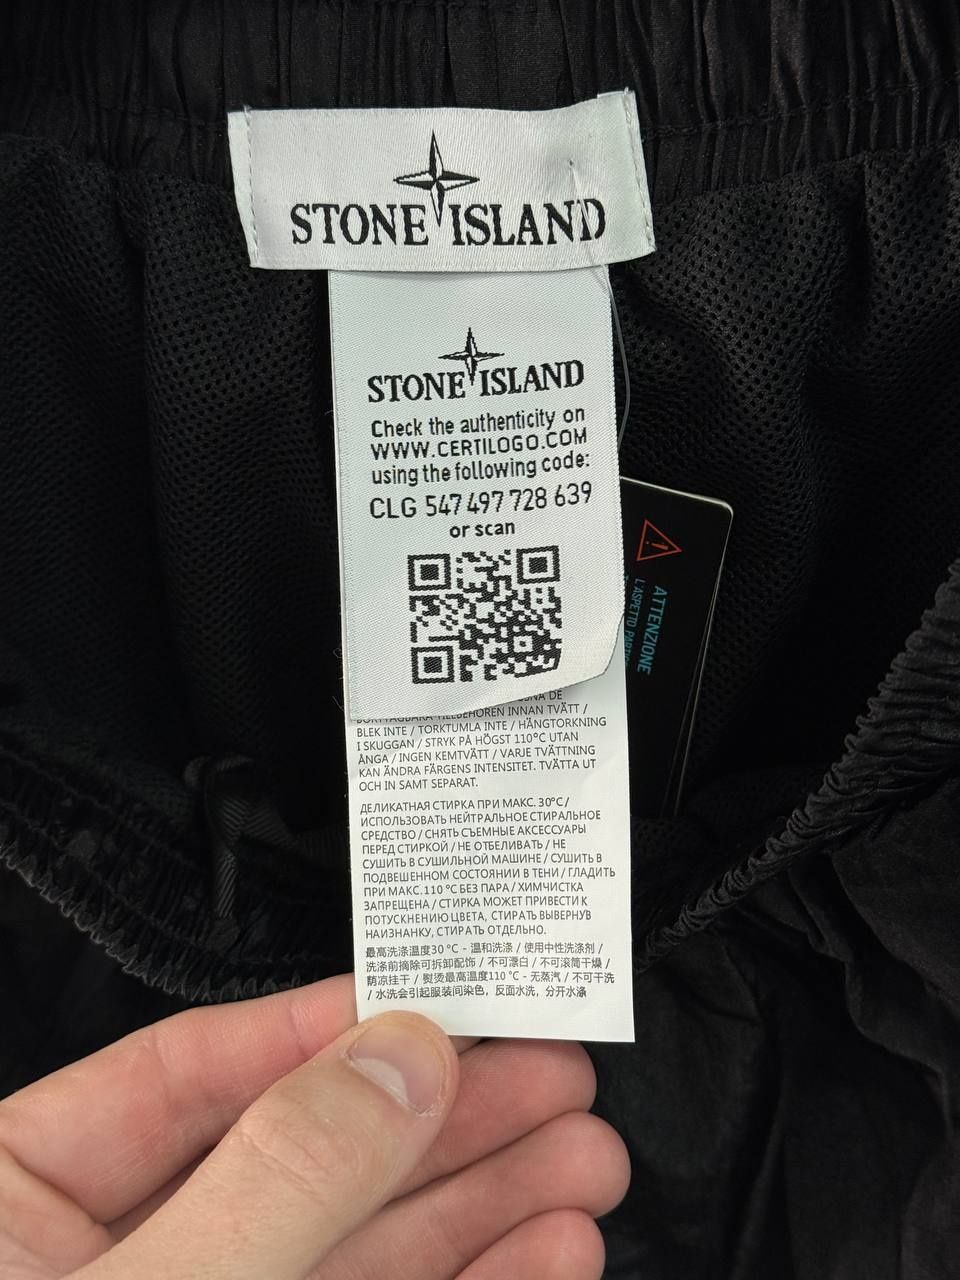 STONE ISLAND
STONE ISLAND
Check the authenticity on
WWW.CERTILOGO.COM
using the following code:
CLG 547 497 728 639
or scan
ATTENZIONE
L'ASPETTO
DE
BORTTAGBARA TILLBEHÖREN INNAN TVÄTT /
BLEK INTE / TORKTUMLA INTE / HÄNGTORKNING
I SKUGGAN / STRYK PÅ HÖGST 110°C UTAN
ÅNGA / INGEN KEMTVÄTT / VARJE TVÄTTNING
KAN ÄNDRA FÄRGENS INTENSITET. TVÄTTA UT
OCH IN SAMT SEPARAT.
ДЕЛИКАТНАЯ СТИРКА ПРИ МАКС. 30°C /
ИСПОЛЬЗОВАТЬ НЕЙТРАЛЬНОЕ СТИРАЛЬНОЕ
СРЕДСТВО / СНЯТЬ СЪЕМНЫЕ АКСЕССУАРЫ
ПЕРЕД СТИРКОЙ / НЕ ОТБЕЛИВАТЬ / НЕ
СУШИТЬ В СУШИЛЬНОЙ МАШИНЕ / СУШИТЬ В
ПОДВЕШЕННОМ СОСТОЯНИИ В ТЕНИ / ГЛАДИТЬ
ПРИ МАКС. 110 °C БЕЗ ПАРА / ХИМЧИСТКА
ЗАПРЕЩЕНА / СТИРКА МОЖЕТ ПРИВЕСТИ К
ПОТУСКНЕНИЮ ЦВЕТА, СТИРАТЬ ВЫВЕРНУВ
НАИЗНАНКУ, СТИРАТЬ ОТДЕЛЬНО.
最高洗涤温度30 °C - 温和洗涤 / 使用中性洗涤剂 /
洗涤前摘除可拆卸配饰 / 不可漂白 / 不可滚筒干燥 /
荫凉挂干 / 熨烫最高温度110 °C - 无蒸汽 / 不可干洗
/ 水洗会引起服装间染色，反面水洗，分开水涤